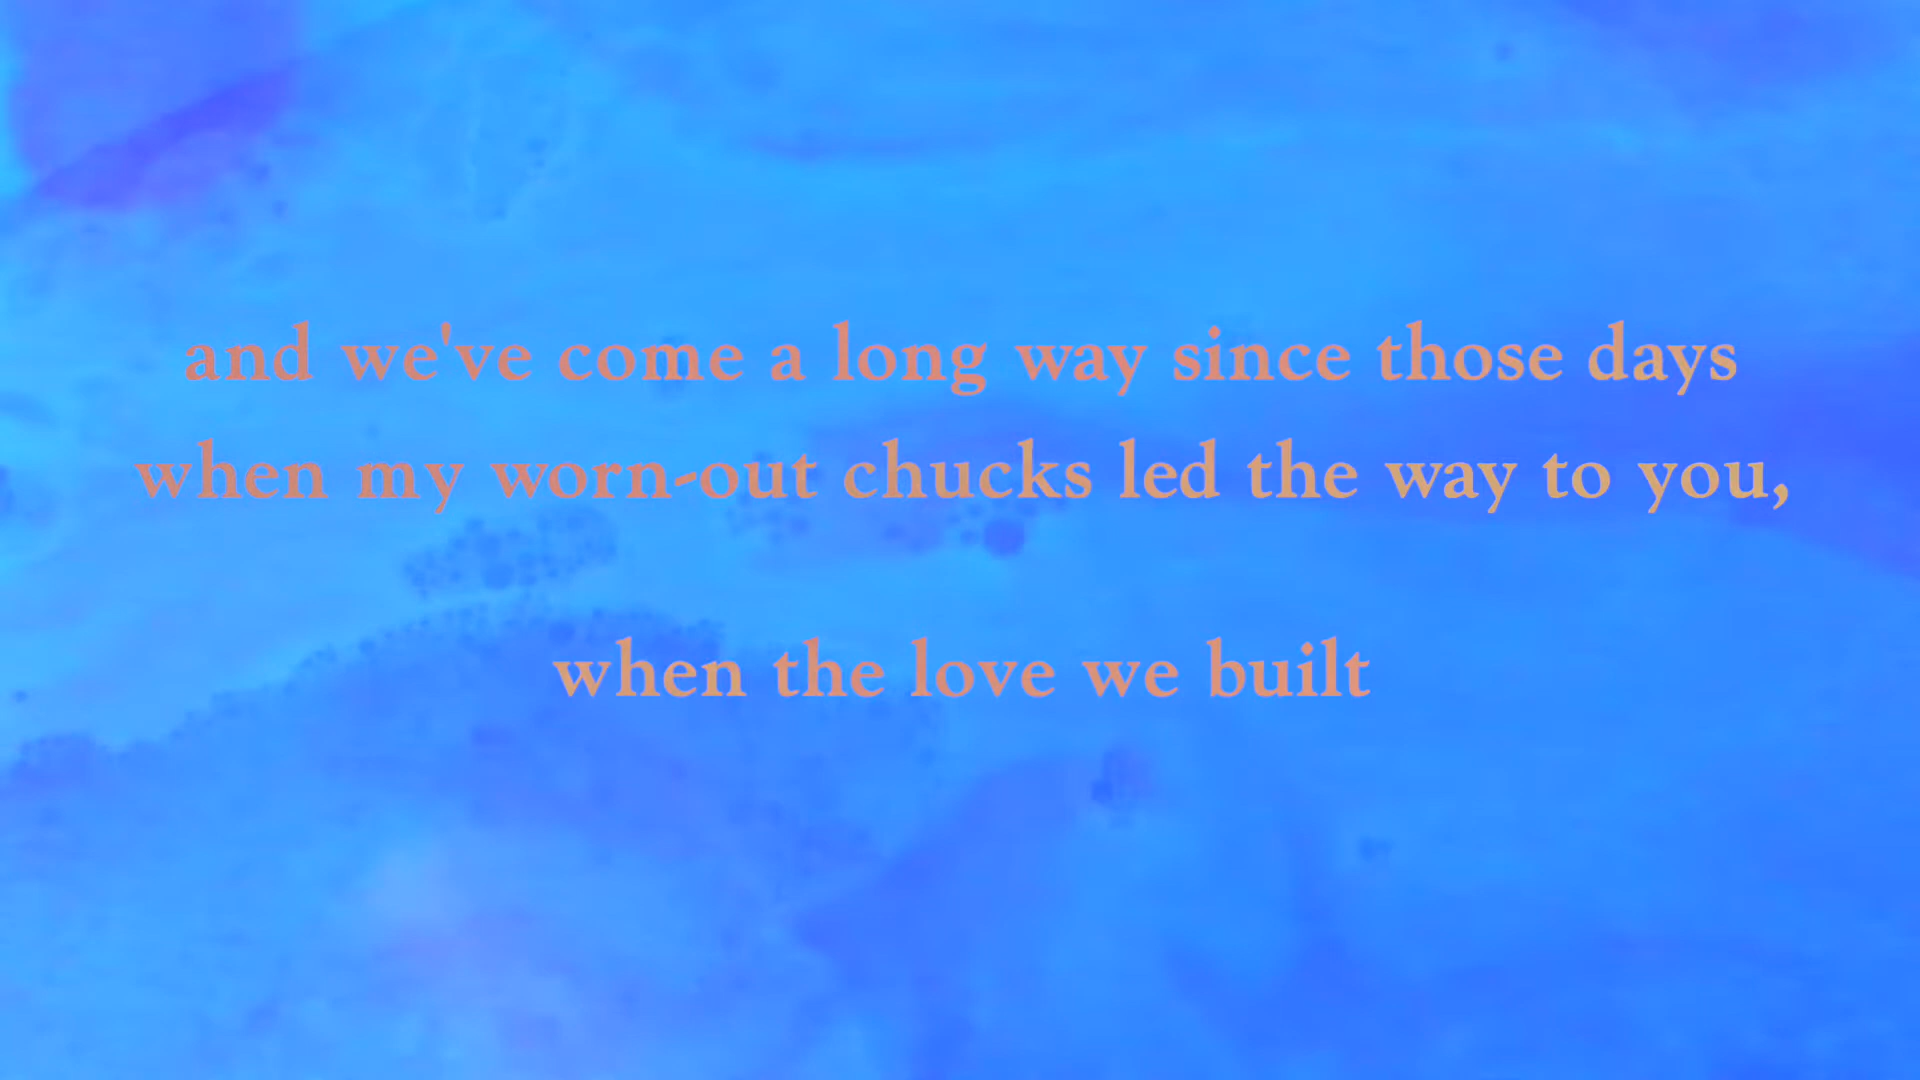 and we've come a long way since those days
when my worn-out chucks led the way to you,
when the love we built